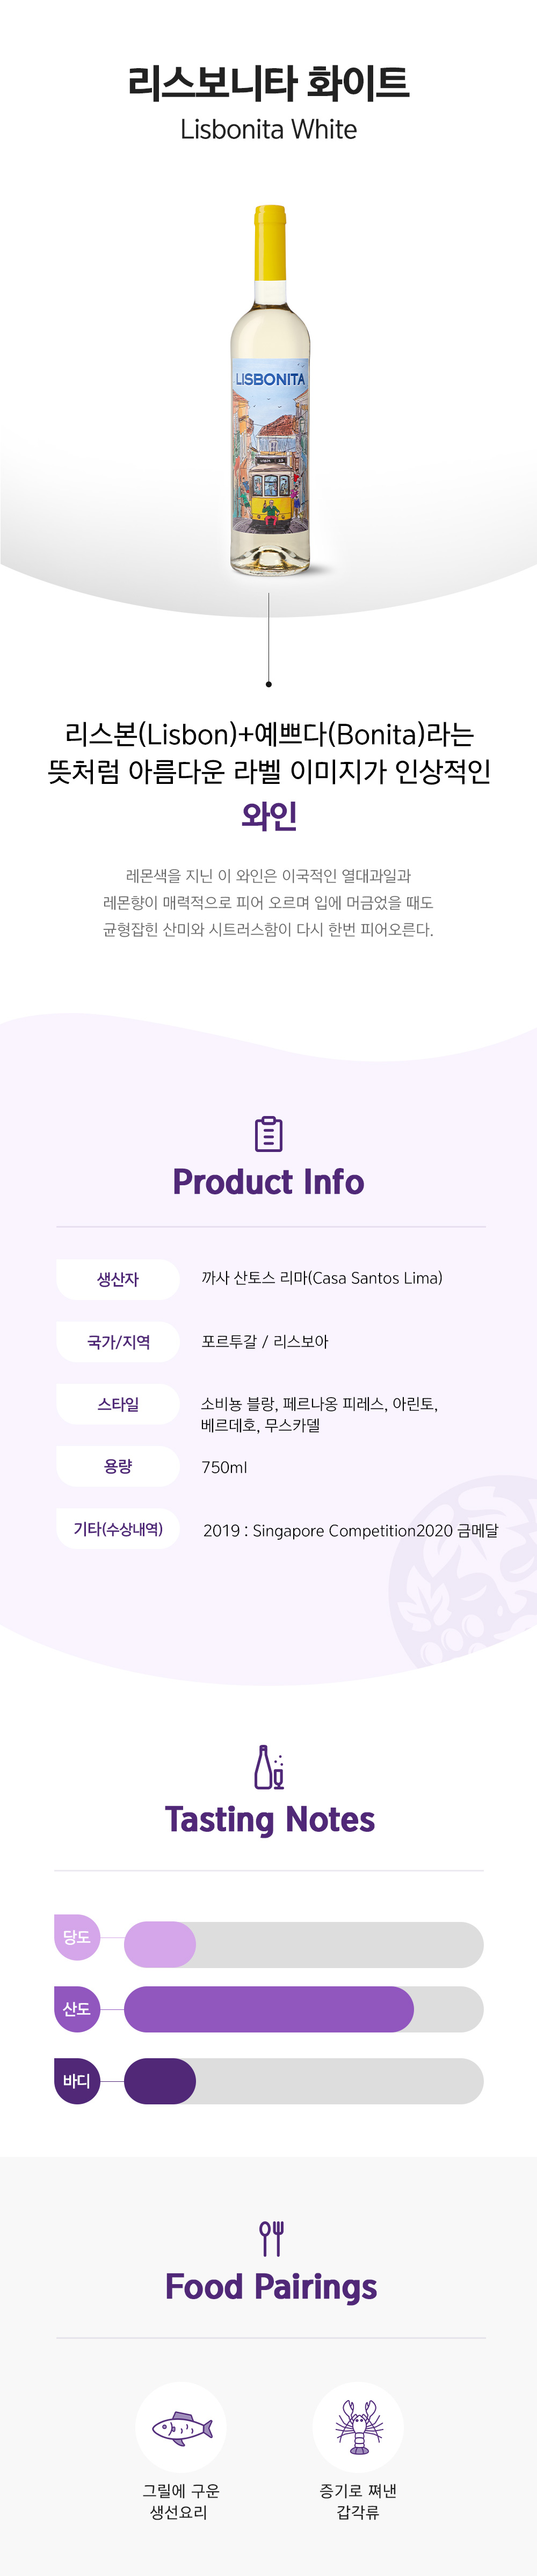 리스보니타 화이트
Lisbonita White
LISBONITA
리스본(Lisbon)+예쁘다(Bonita)라는
뜻처럼 아름다운 라벨 이미지가 인상적인
와인
레몬색을 지닌 이 와인은 이국적인 열대과일과
레몬향이 매력적으로 피어 오르며 입에 머금었을 때도
균형잡힌 산미와 시트러스함이 다시 한번 피어오른다.
Product Info
생산자
까사 산토스 리마(Casa Santos Lima)
국가/지역
포르투갈 / 리스보아
스타일
소비뇽 블랑, 페르나옹 피레스, 아린토,
베르데호, 무스카델
용량
750ml
기타(수상내역)
2019 : Singapore Competition2020 금메달
Tasting Notes
당도
산도
바디
Food Pairings
그릴에 구운
생선요리
증기로 쪄낸
갑각류